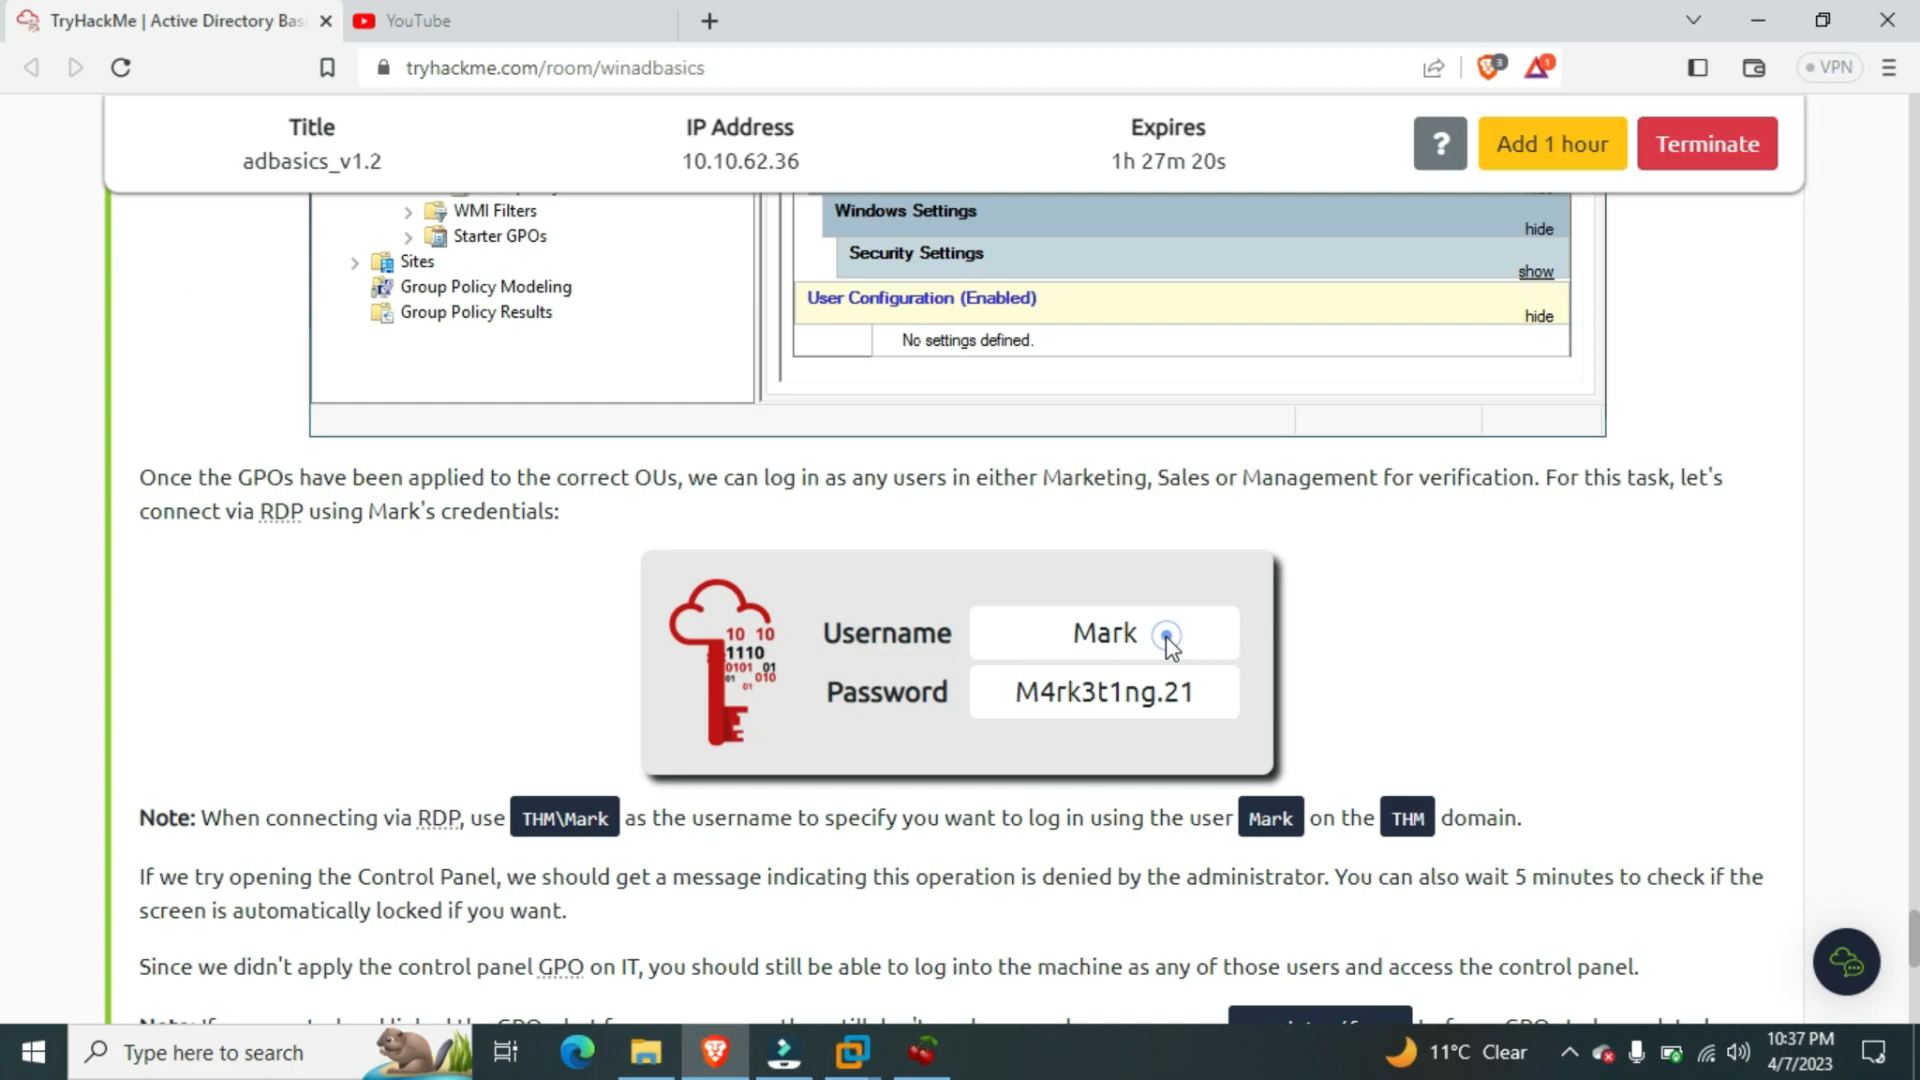 TryHackMe | Active Directory Bas
YouTube
tryhackme.com/room/winadbasics
3
1
VPN
Title
IP Address
Expires
adbasics_v1.2
10.10.62.36
1h 27m 20s
?
Add 1 hour
Terminate
WMI Filters
Starter GPOs
Sites
Group Policy Modeling
Group Policy Results
Windows Settings
hide
Security Settings
show
User Configuration (Enabled)
hide
No settings defined.
Once the GPOs have been applied to the correct OUs, we can log in as any users in either Marketing, Sales or Management for verification. For this task, let's
connect via RDP using Mark's credentials:
10 10
1110
0101 01
01 010
01
Username
Mark
Password
M4rk3t1ng.21
Note: When connecting via RDP, use THM\Mark as the username to specify you want to log in using the user Mark on the THM domain.
If we try opening the Control Panel, we should get a message indicating this operation is denied by the administrator. You can also wait 5 minutes to check if the
screen is automatically locked if you want.
Since we didn't apply the control panel GPO on IT, you should still be able to log into the machine as any of those users and access the control panel.
Type here to search
11°C Clear
10:37 PM
4/7/2023